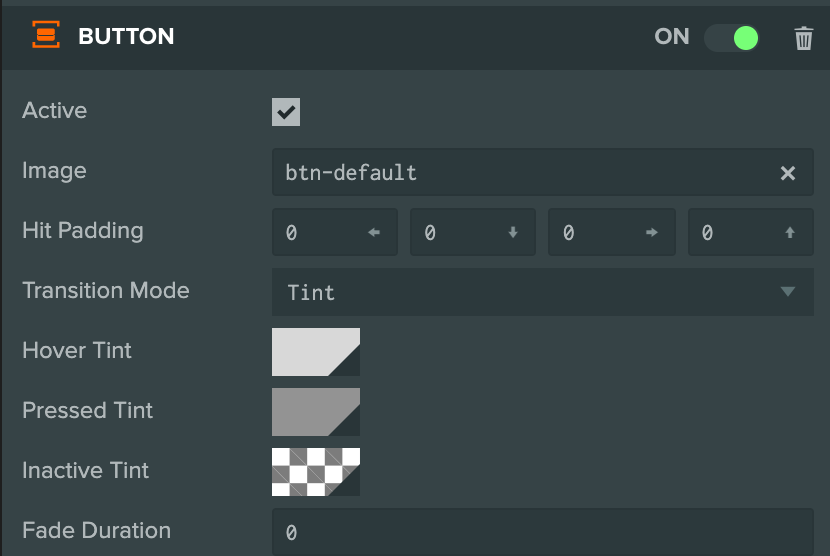 BUTTON ON
Active
Image btn-default
Hit Padding 0 0 0 0
Transition Mode Tint
Hover Tint
Pressed Tint
Inactive Tint
Fade Duration 0